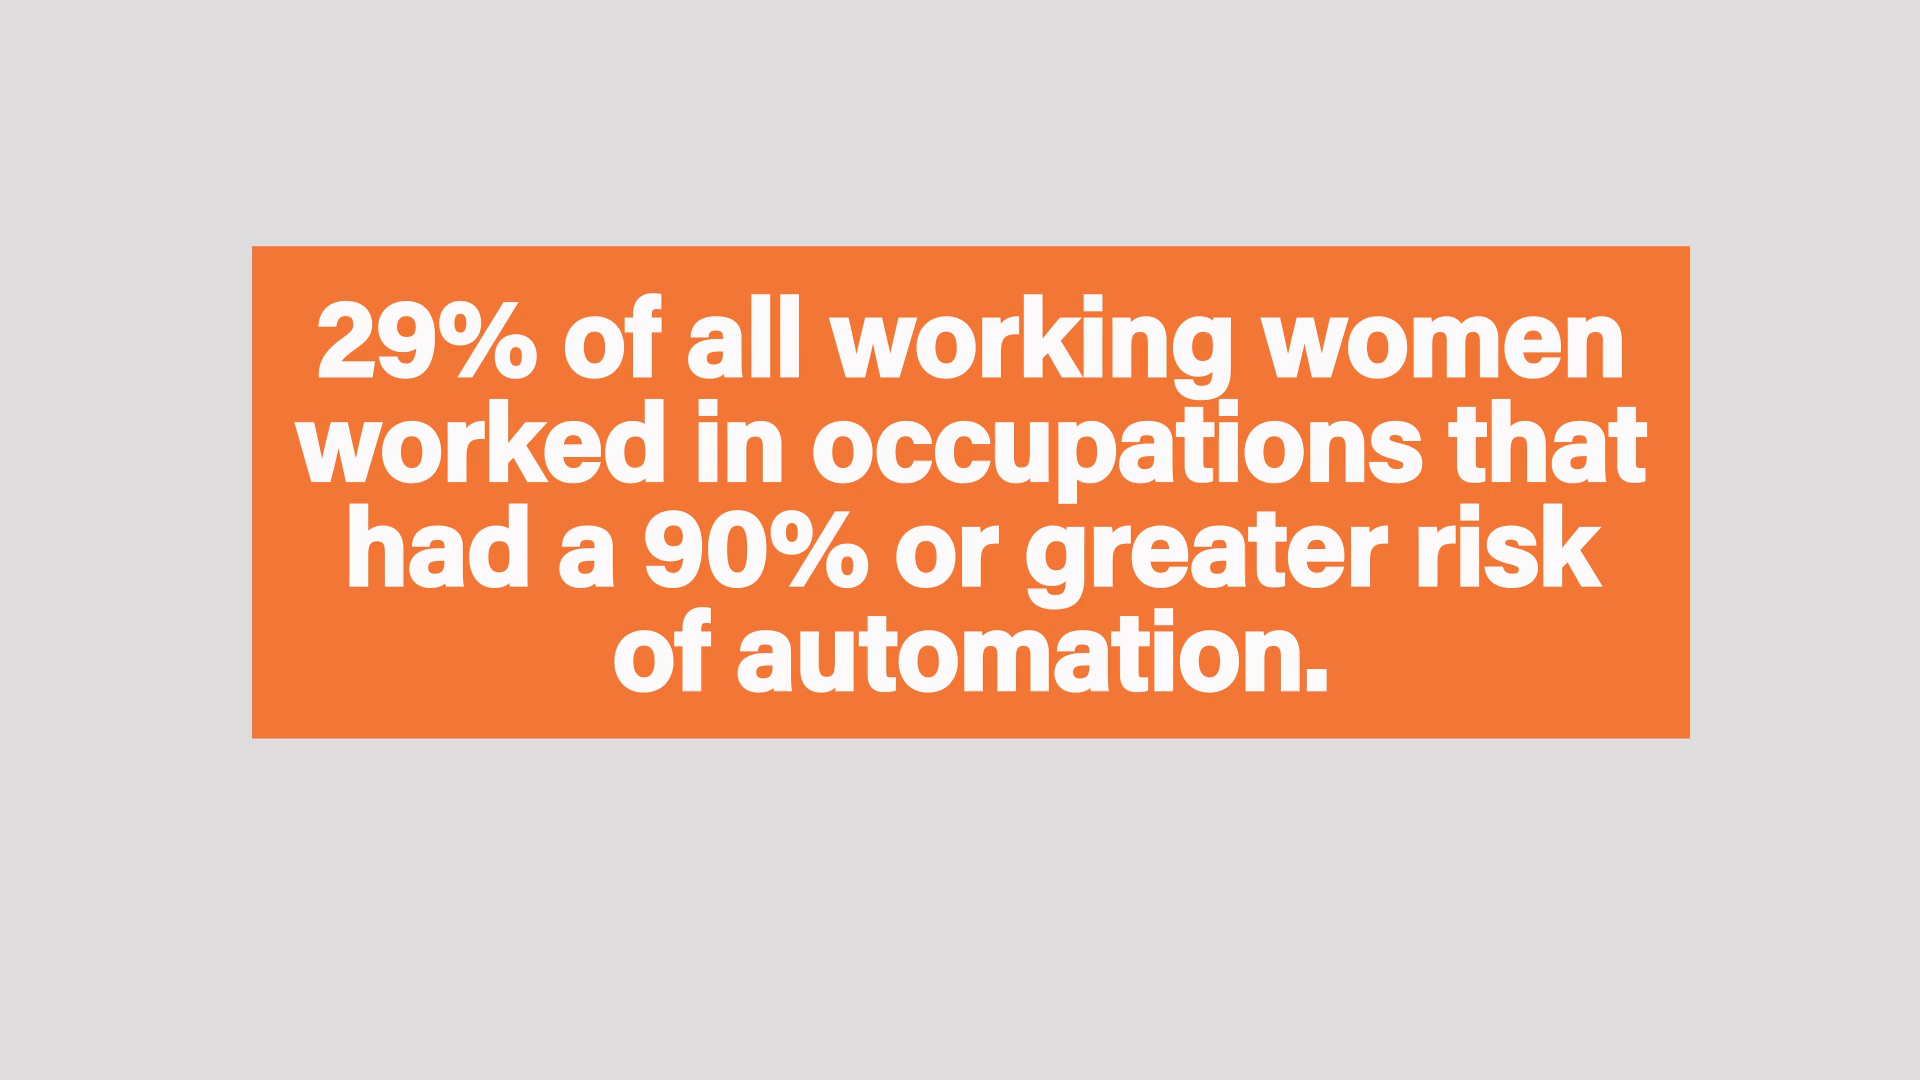 29% of all working women
worked in occupations that
had a 90% or greater risk
of automation.